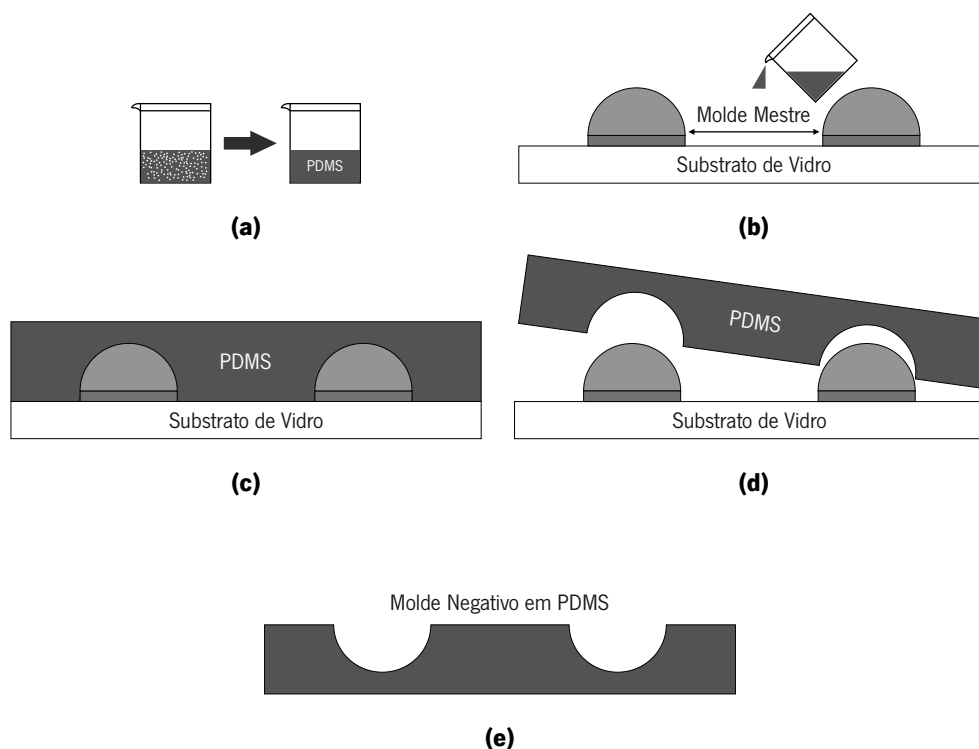 PDMS
Molde Mestre
Substrato de Vidro
(a)
(b)
PDMS
Substrato de Vidro
PDMS
Substrato de Vidro
(c)
(d)
Molde Negativo em PDMS
(e)